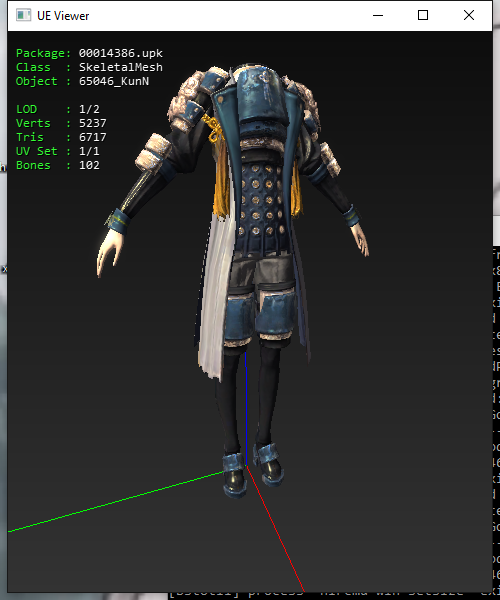 UE Viewer
Package: 00014386.upk
Class : SkeletalMesh
Object : 65046_KunN
LOD : 1/2
Verts : 5237
Tris : 6717
UV Set : 1/1
Bones : 102